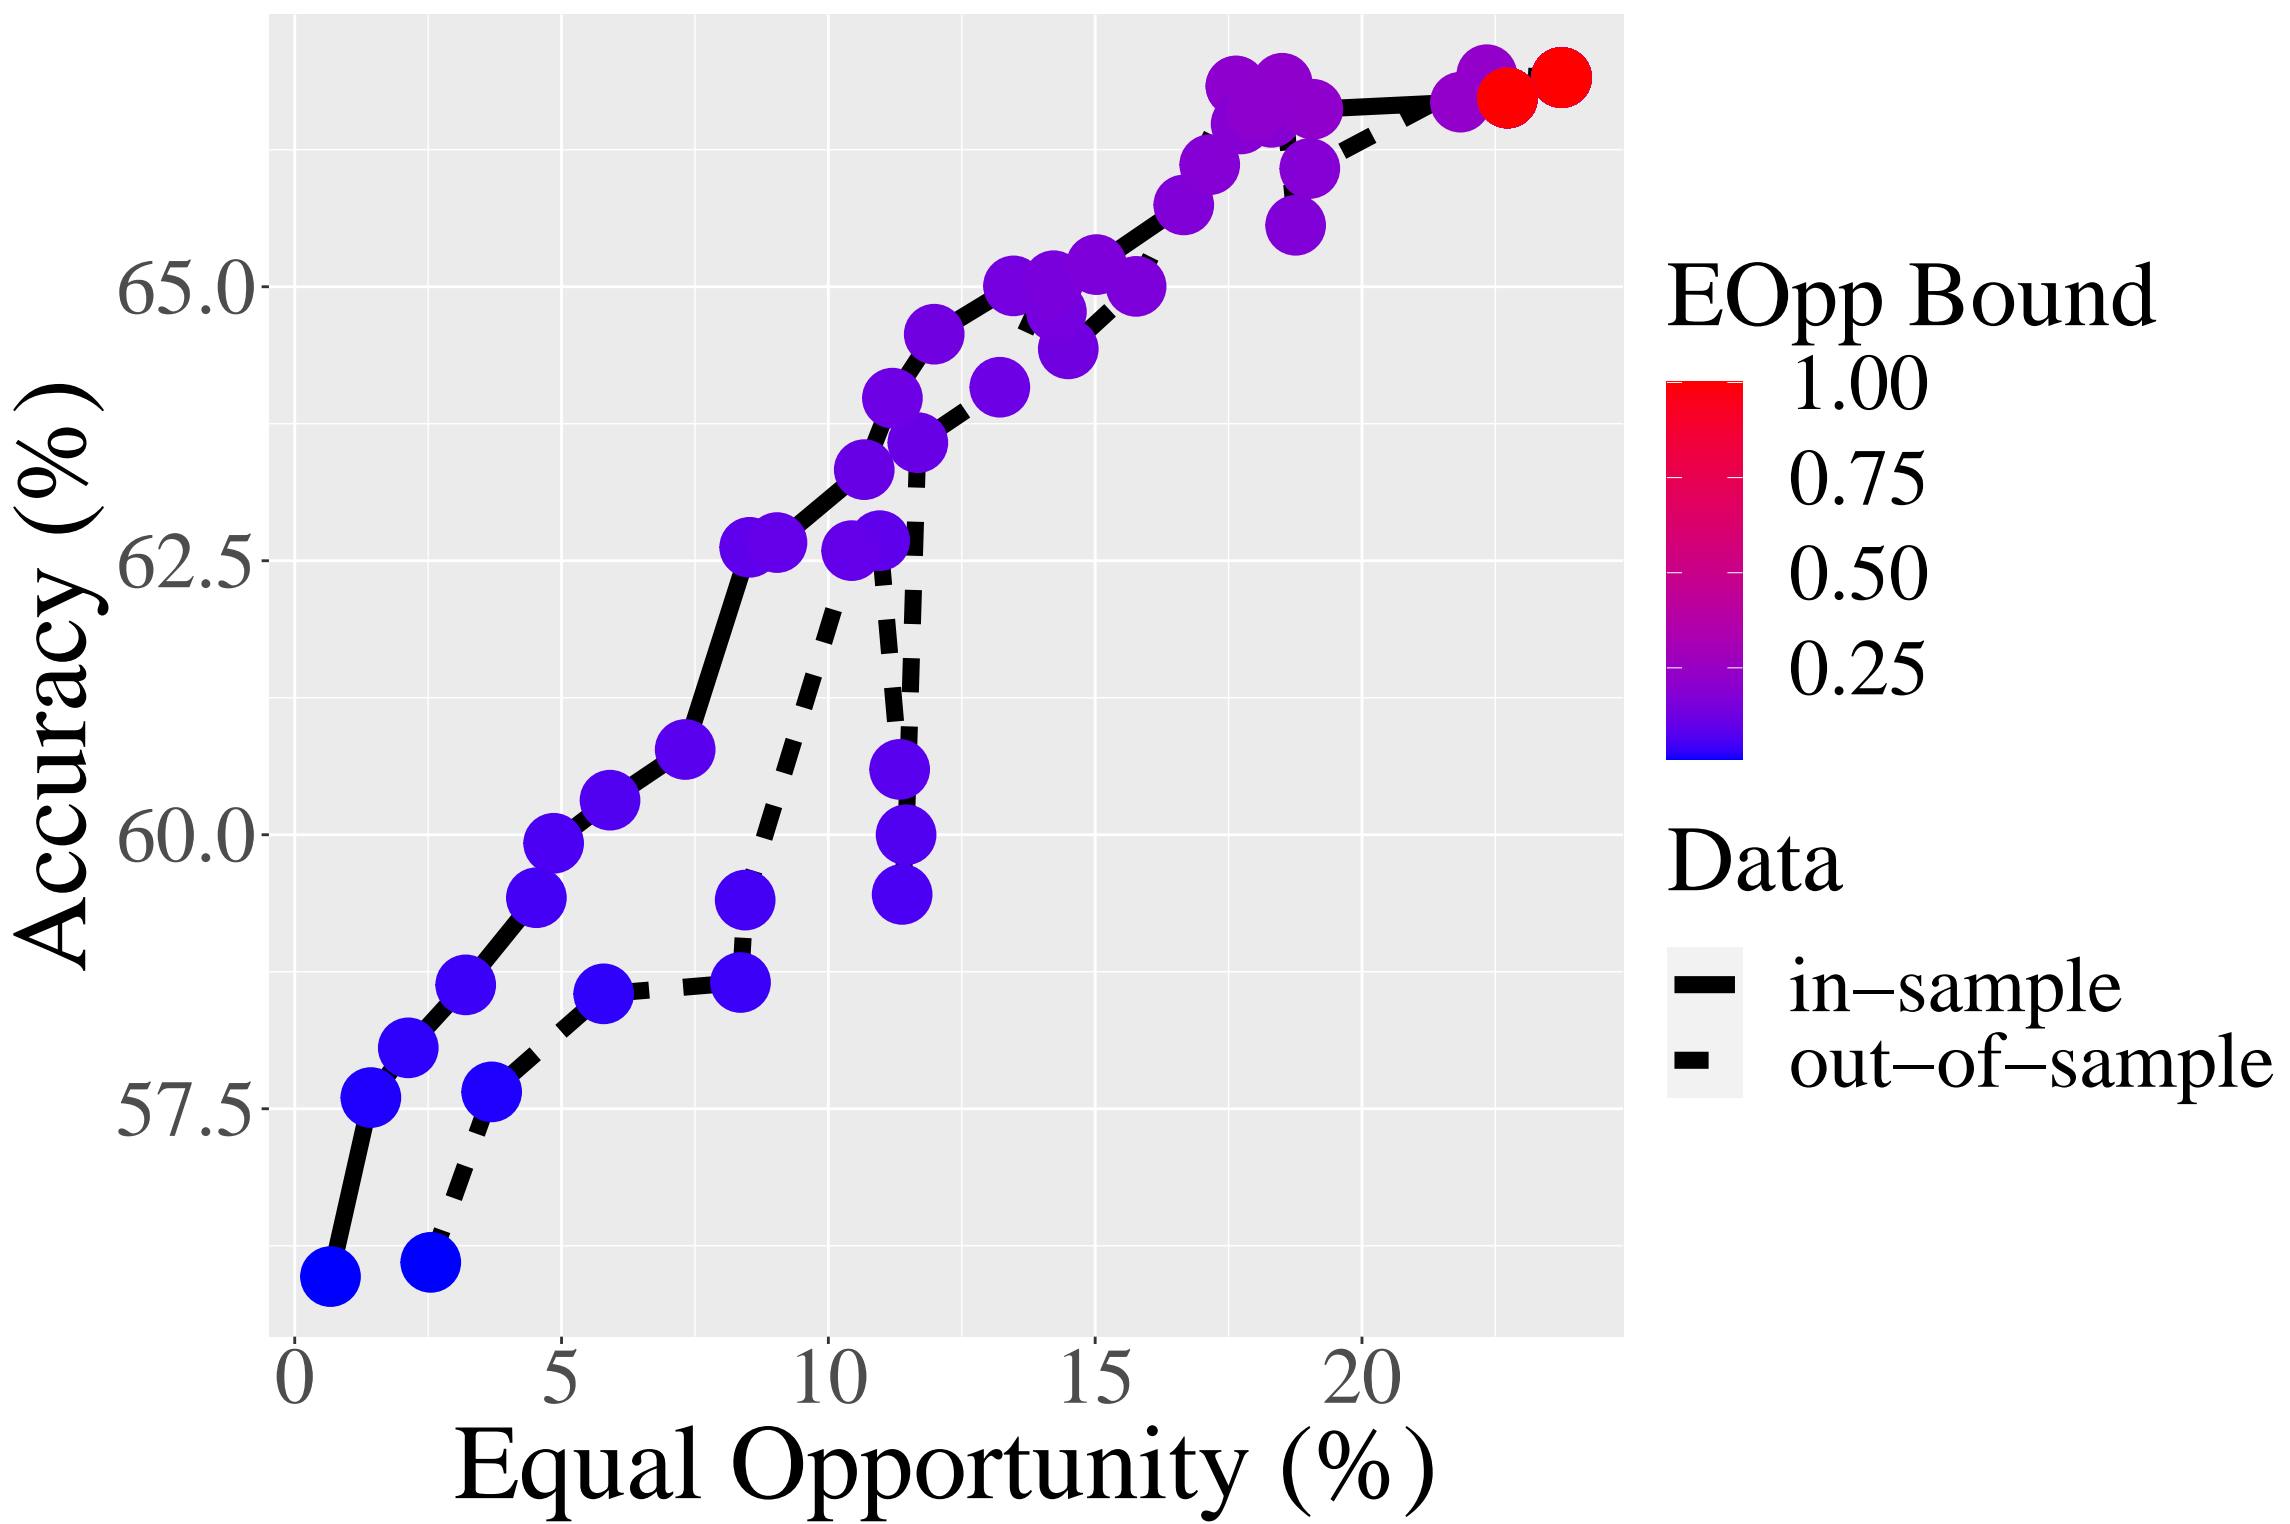 Accuracy (%)
65.0
62.5
60.0
57.5
0 5 10 15 20
Equal Opportunity (%)
EOpp Bound
1.00
0.75
0.50
0.25
Data
in−sample
out−of−sample